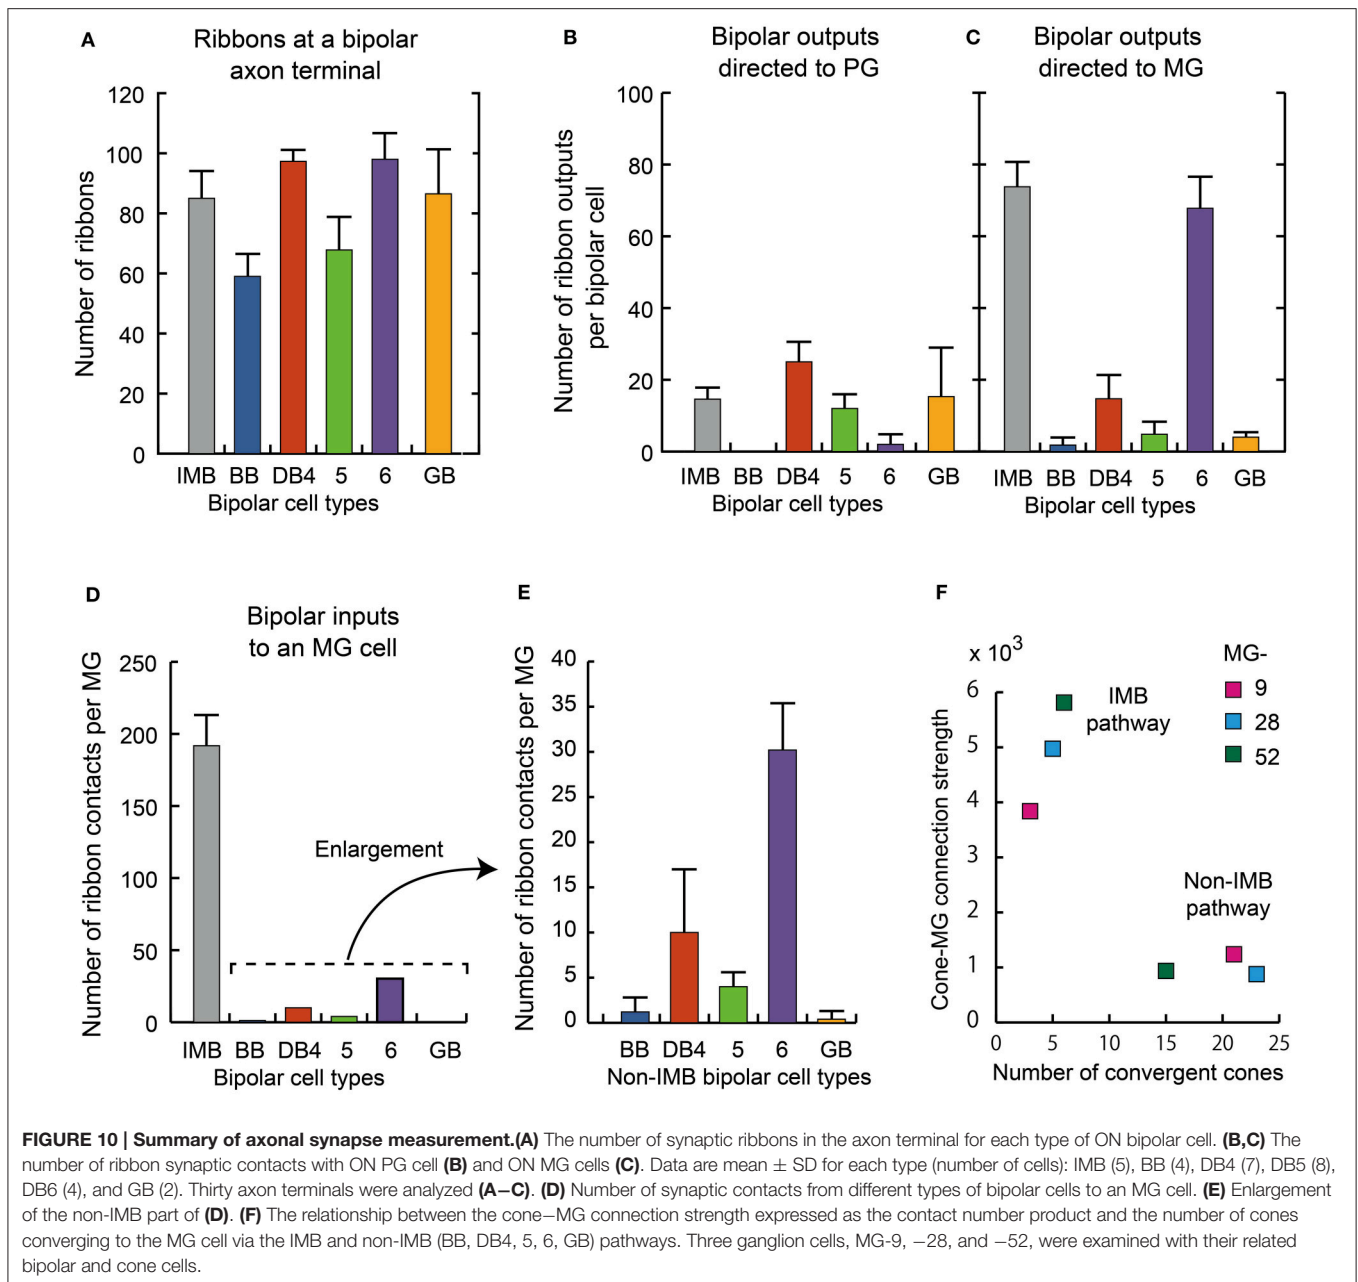 A
Ribbons at a bipolar
axon terminal
Number of ribbons
120
100
80
60
40
20
0
IMB BB DB4 5 6 GB
Bipolar cell types
B
Bipolar outputs
directed to PG
Number of ribbon outputs
per bipolar cell
100
80
60
40
20
0
IMB BB DB4 5 6 GB
Bipolar cell types
C
Bipolar outputs
directed to MG
IMB BB DB4 5 6 GB
Bipolar cell types
D
Bipolar inputs
to an MG cell
Number of ribbon contacts per MG
250
200
150
100
50
0
Enlargement
IMB BB DB4 5 6 GB
Bipolar cell types
E
Number of ribbon contacts per MG
40
35
30
25
20
15
10
5
0
BB DB4 5 6 GB
Non-IMB bipolar cell types
F
x 10³
Cone-MG connection strength
6
5
4
3
2
1
0
IMB
pathway
MG-
9
28
52
Non-IMB
pathway
0 5 10 15 20 25
Number of convergent cones
FIGURE 10 | Summary of axonal synapse measurement.(A) The number of synaptic ribbons in the axon terminal for each type of ON bipolar cell. (B,C) The
number of ribbon synaptic contacts with ON PG cell (B) and ON MG cells (C). Data are mean ± SD for each type (number of cells): IMB (5), BB (4), DB4 (7), DB5 (8),
DB6 (4), and GB (2). Thirty axon terminals were analyzed (A–C). (D) Number of synaptic contacts from different types of bipolar cells to an MG cell. (E) Enlargement
of the non-IMB part of (D). (F) The relationship between the cone–MG connection strength expressed as the contact number product and the number of cones
converging to the MG cell via the IMB and non-IMB (BB, DB4, 5, 6, GB) pathways. Three ganglion cells, MG-9, −28, and −52, were examined with their related
bipolar and cone cells.